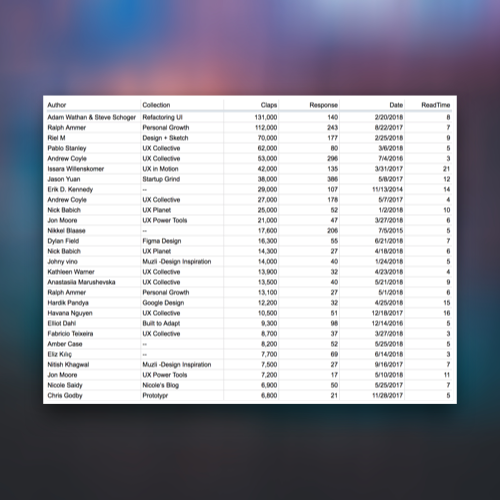 Author Collection Claps Response Date ReadTime
Adam Wathan & Steve Schoger Refactoring UI 131,000 140 2/20/2018 8
Ralph Ammer Personal Growth 112,000 243 8/22/2017 7
Riel M Design + Sketch 70,000 177 2/25/2018 9
Pablo Stanley UX Collective 62,000 80 3/6/2018 5
Andrew Coyle UX Collective 53,000 296 7/4/2016 3
Issara Willenskomer UX in Motion 42,000 135 3/31/2017 21
Jason Yuan Startup Grind 38,000 386 5/8/2017 12
Erik D. Kennedy -- 29,000 107 11/13/2014 14
Andrew Coyle UX Collective 27,000 178 5/7/2017 4
Nick Babich UX Planet 25,000 52 1/2/2018 10
Jon Moore UX Power Tools 21,000 47 3/27/2018 6
Nikkel Blaase -- 17,600 206 7/5/2015 5
Dylan Field Figma Design 16,300 55 6/21/2018 7
Nick Babich UX Planet 14,300 27 4/18/2018 6
Johny vino Muzli -Design Inspiration 14,000 40 1/24/2018 5
Kathleen Warner UX Collective 13,900 32 4/23/2018 4
Anastasiia Marushevska UX Collective 13,500 40 5/21/2018 9
Ralph Ammer Personal Growth 13,100 27 5/1/2018 6
Hardik Pandya Google Design 12,200 32 4/25/2018 15
Havana Nguyen UX Collective 10,500 51 12/18/2017 16
Elliot Dahl Built to Adapt 9,300 98 12/14/2016 5
Fabricio Teixeira UX Collective 8,700 37 3/27/2018 3
Amber Case -- 8,200 52 5/25/2018 5
Eliz Kılıç -- 7,700 69 6/14/2018 3
Nitish Khagwal Muzli -Design Inspiration 7,500 27 9/16/2017 7
Jon Moore UX Power Tools 7,200 17 5/10/2018 11
Nicole Saidy Nicole's Blog 6,900 50 5/25/2017 7
Chris Godby Prototypr 6,800 21 11/28/2017 5